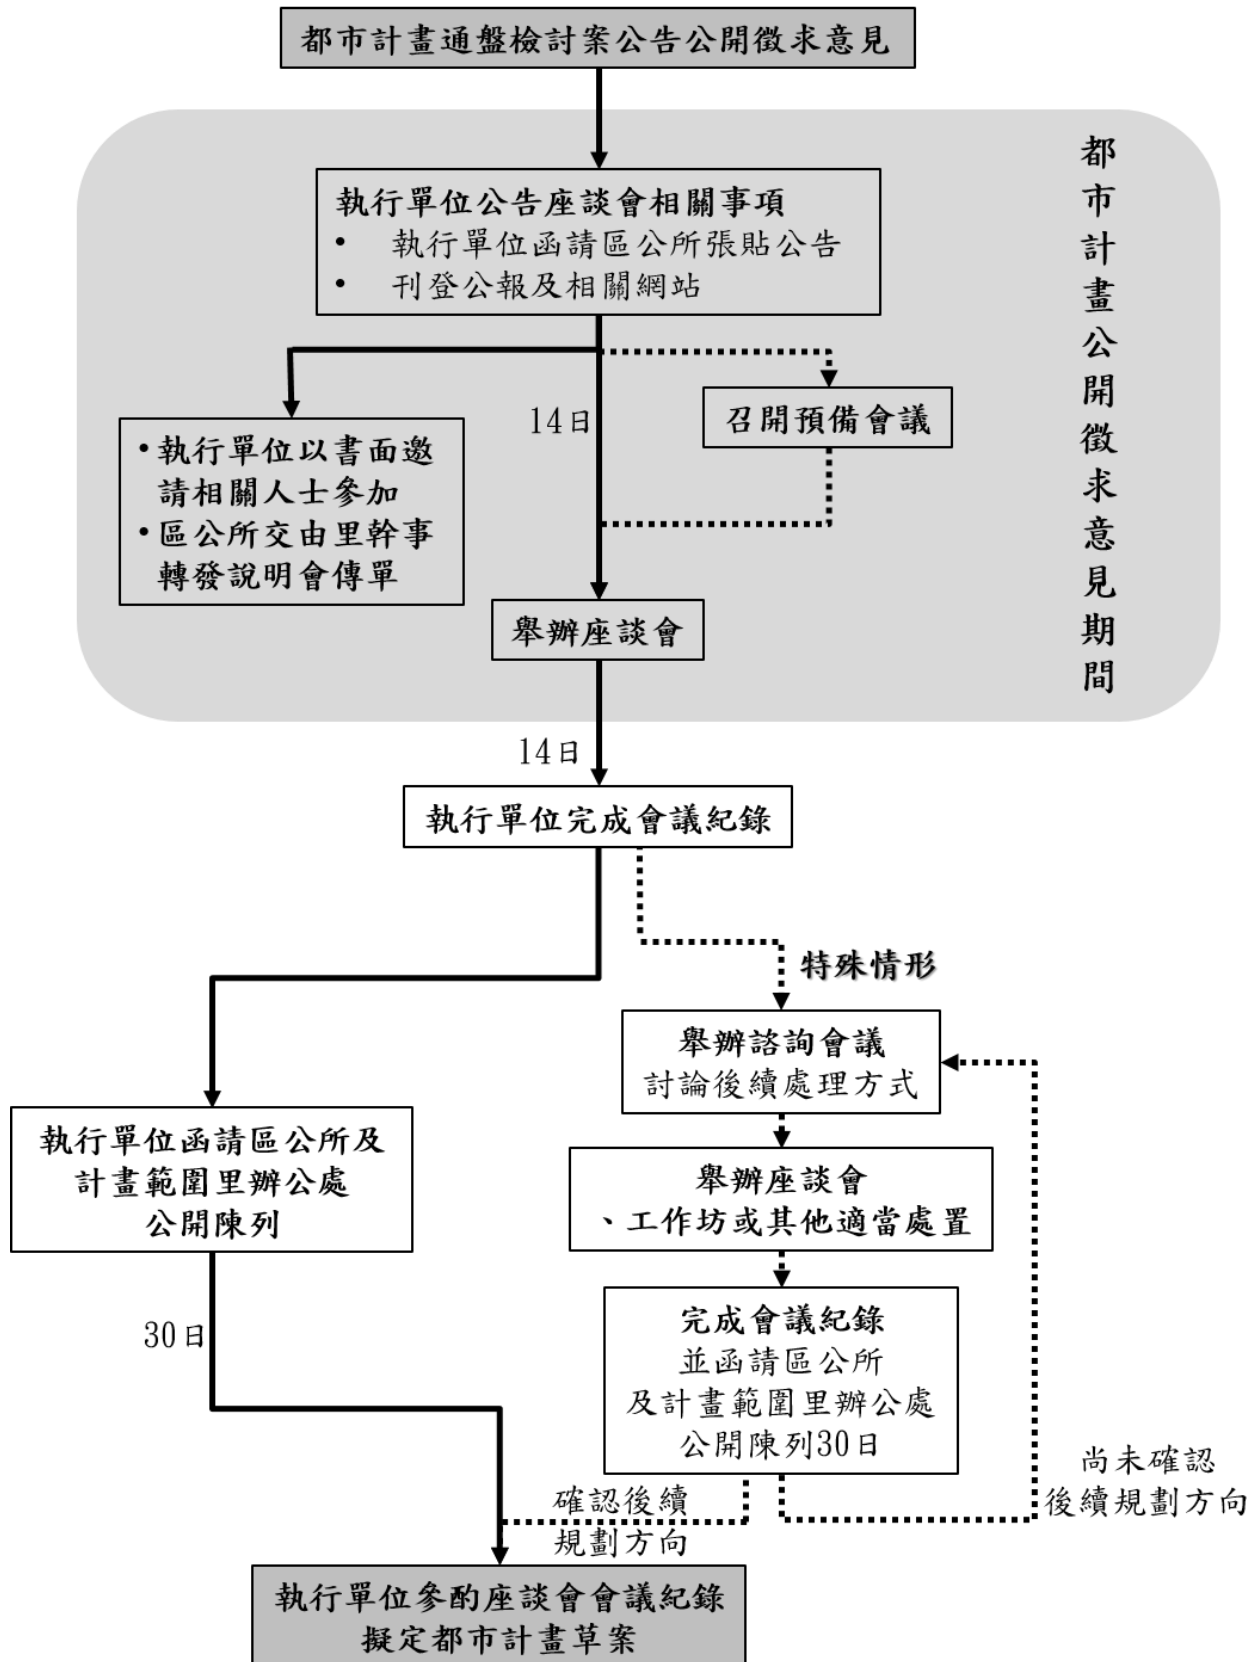 都市計畫通盤檢討案公告公開徵求意見
都市計畫公開徵求意見期間
執行單位公告座談會相關事項
• 執行單位函請區公所張貼公告
• 刊登公報及相關網站
14日
召開預備會議
•執行單位以書面邀
請相關人士參加
•區公所交由里幹事
轉發說明會傳單
舉辦座談會
14日
執行單位完成會議紀錄
特殊情形
舉辦諮詢會議
討論後續處理方式
執行單位函請區公所及
計畫範圍里辦公處
公開陳列
舉辦座談會
、工作坊或其他適當處置
30日
完成會議紀錄
並函請區公所
及計畫範圍里辦公處
公開陳列30日
尚未確認
後續規劃方向
確認後續
規劃方向
執行單位參酌座談會會議紀錄
擬定都市計畫草案